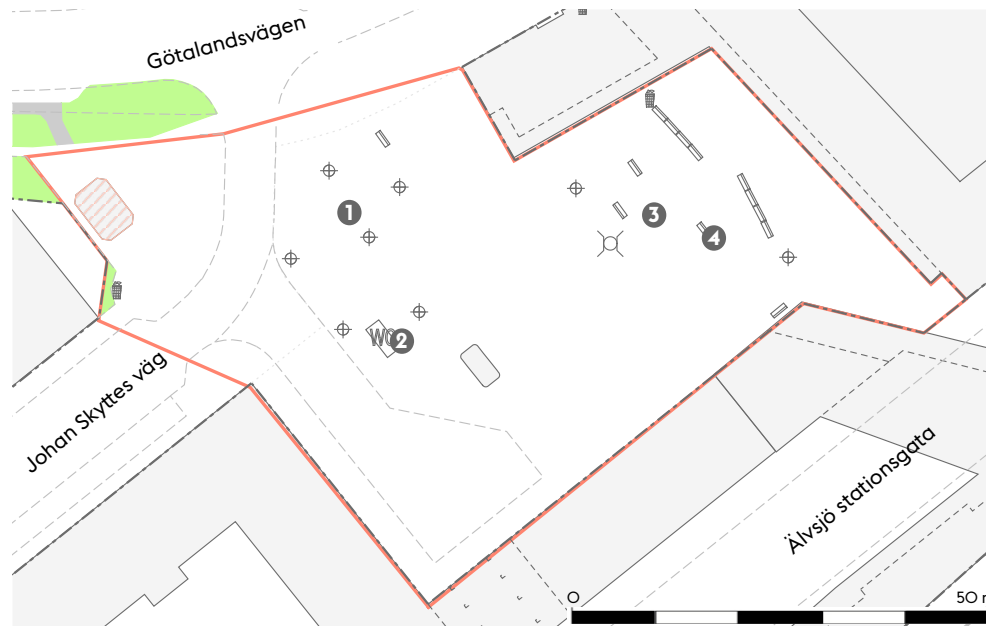 Götalandsvägen
1
3
4
WC
2
Johan Skyttes väg
Älvsjö stationsgata
0
50 m